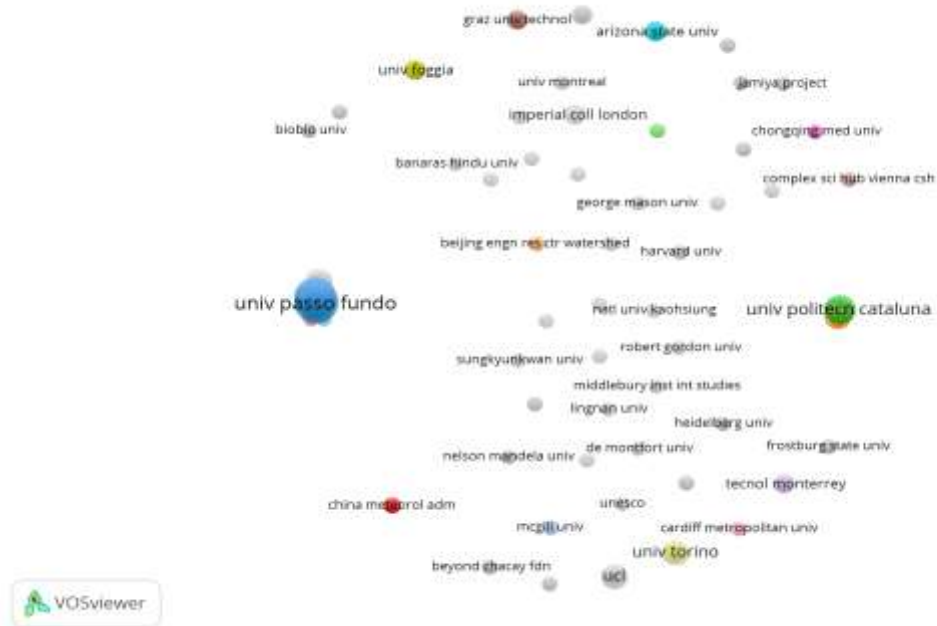 graz univ technol
arizona state univ
univ foggia
univ montreal
jamiya project
imperial coll london
biobio univ
chongqing med univ
banaras hindu univ
complex sci hub vienna csh
george mason univ
beijing engn res ctr watershed
harvard univ
univ passo fundo
natl univ kaohsiung
univ politecn cataluna
robert gordon univ
sungkyunkwan univ
middlebury inst int studies
lingnan univ
heidelberg univ
de montfort univ
frostburg state univ
nelson mandela univ
tecnol monterrey
china meteorol adm
unesco
mcgill univ
cardiff metropolitan univ
univ torino
beyond chacay fdn
ucl
VOSviewer